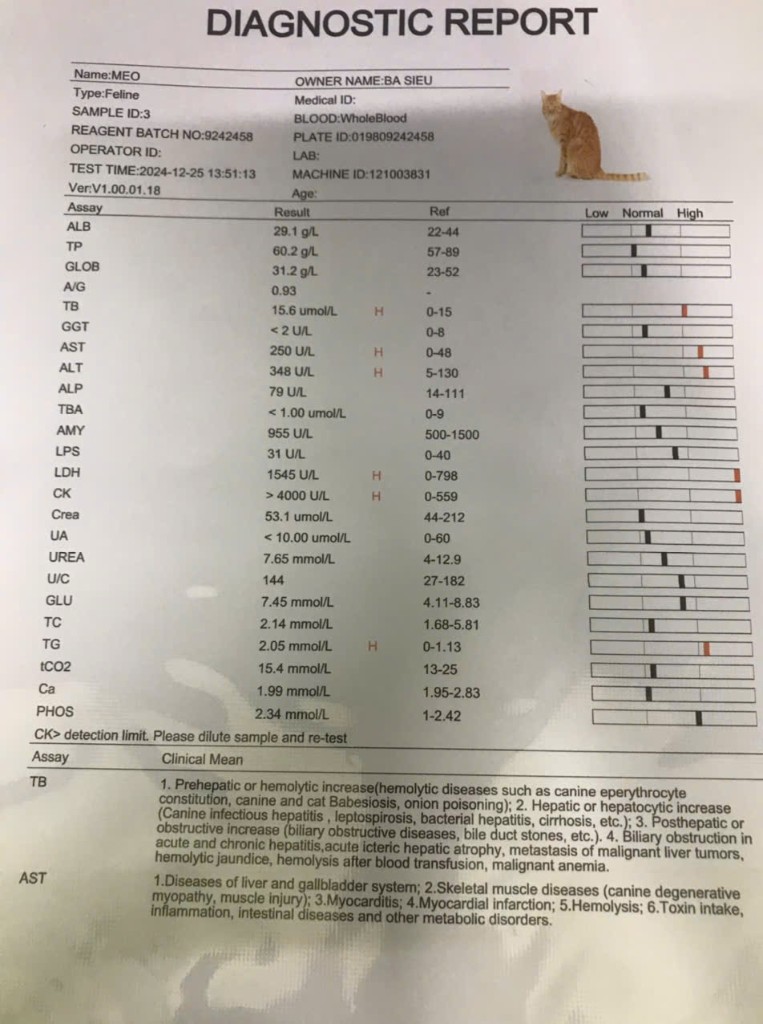 DIAGNOSTIC REPORT
Name:MEO OWNER NAME:BA SIEU
Type:Feline Medical ID:
SAMPLE ID:3 BLOOD:WholeBlood
REAGENT BATCH NO:9242458 PLATE ID:019809242458
OPERATOR ID: LAB:
TEST TIME:2024-12-25 13:51:13 MACHINE ID:121003831
Ver:V1.00.01.18 Age:
Assay Result Ref Low Normal High
ALB 29.1 g/L 22-44
TP 60.2 g/L 57-89
GLOB 31.2 g/L 23-52
A/G 0.93 -
TB 15.6 umol/L H 0-15
GGT < 2 U/L 0-8
AST 250 U/L H 0-48
ALT 348 U/L H 5-130
ALP 79 U/L 14-111
TBA < 1.00 umol/L 0-9
AMY 955 U/L 500-1500
LPS 31 U/L 0-40
LDH 1545 U/L H 0-798
CK > 4000 U/L H 0-559
Crea 53.1 umol/L 44-212
UA < 10.00 umol/L 0-60
UREA 7.65 mmol/L 4-12.9
U/C 144 27-182
GLU 7.45 mmol/L 4.11-8.83
TC 2.14 mmol/L 1.68-5.81
TG 2.05 mmol/L H 0-1.13
tCO2 15.4 mmol/L 13-25
Ca 1.99 mmol/L 1.95-2.83
PHOS 2.34 mmol/L 1-2.42
CK> detection limit. Please dilute sample and re-test
Assay Clinical Mean
TB 1. Prehepatic or hemolytic increase(hemolytic diseases such as canine eperythrocyte
constitution, canine and cat Babesiosis, onion poisoning); 2. Hepatic or hepatocytic increase
(Canine infectious hepatitis , leptospirosis, bacterial hepatitis, cirrhosis, etc.); 3. Posthepatic or
obstructive increase (biliary obstructive diseases, bile duct stones, etc.). 4. Biliary obstruction in
acute and chronic hepatitis,acute icteric hepatic atrophy, metastasis of malignant liver tumors,
hemolytic jaundice, hemolysis after blood transfusion, malignant anemia.
AST 1.Diseases of liver and gallbladder system; 2.Skeletal muscle diseases (canine degenerative
myopathy, muscle injury); 3.Myocarditis; 4.Myocardial infarction; 5.Hemolysis; 6.Toxin intake,
inflammation, intestinal diseases and other metabolic disorders.